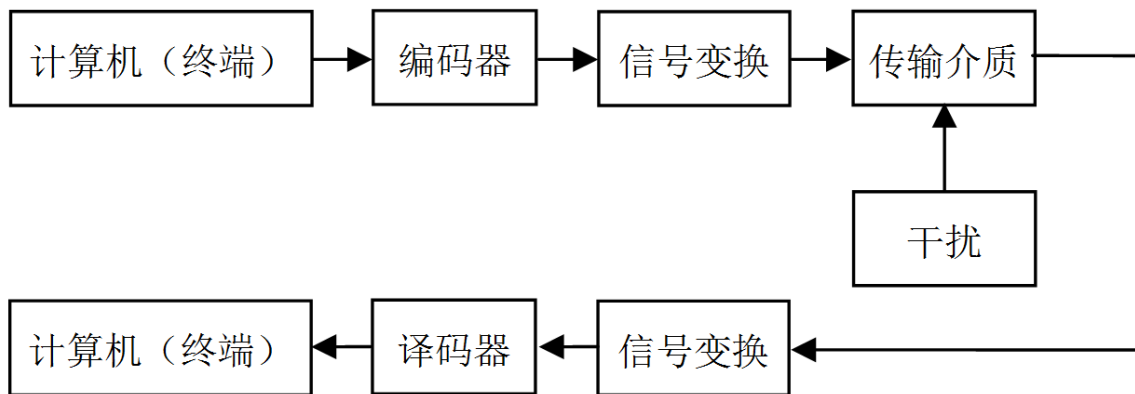 计算机（终端）
编码器
信号变换
传输介质
干扰
计算机（终端）
译码器
信号变换